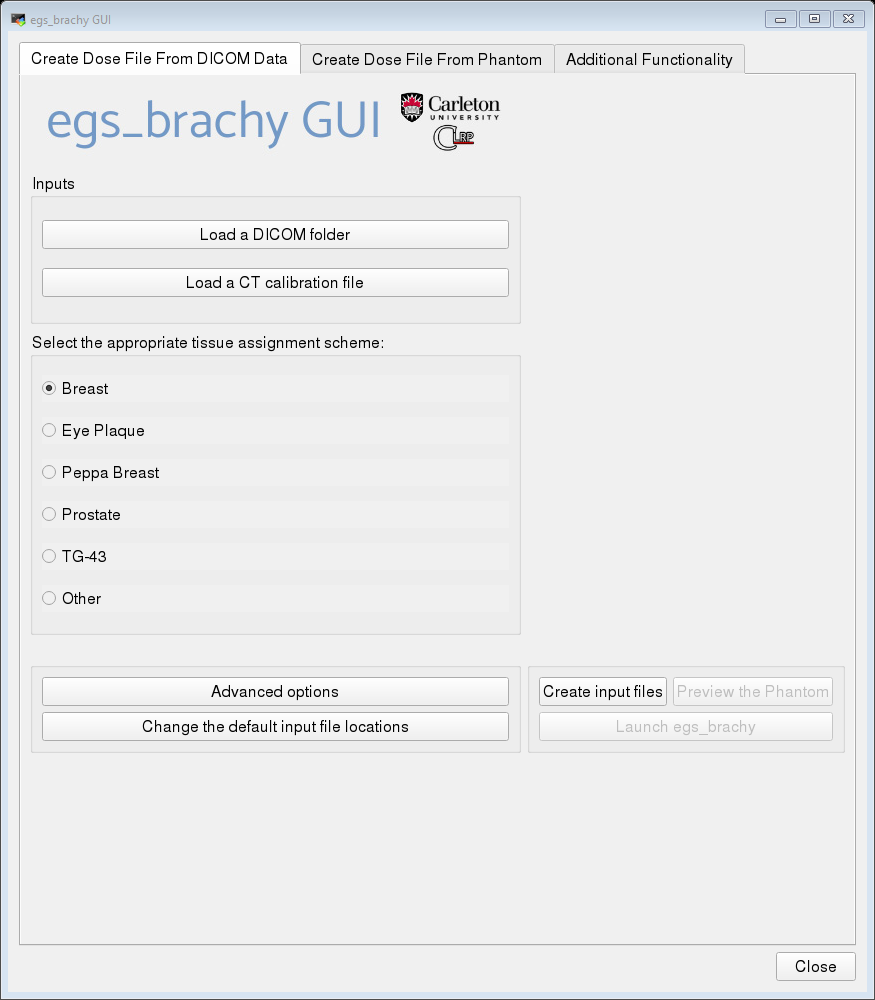 egs_brachy GUI
Create Dose File From DICOM Data
Create Dose File From Phantom
Additional Functionality
egs_brachy GUI
Carleton
UNIVERSITY
CLRP
Inputs
Load a DICOM folder
Load a CT calibration file
Select the appropriate tissue assignment scheme:
Breast
Eye Plaque
Peppa Breast
Prostate
TG-43
Other
Advanced options
Change the default input file locations
Create input files
Preview the Phantom
Launch egs_brachy
Close